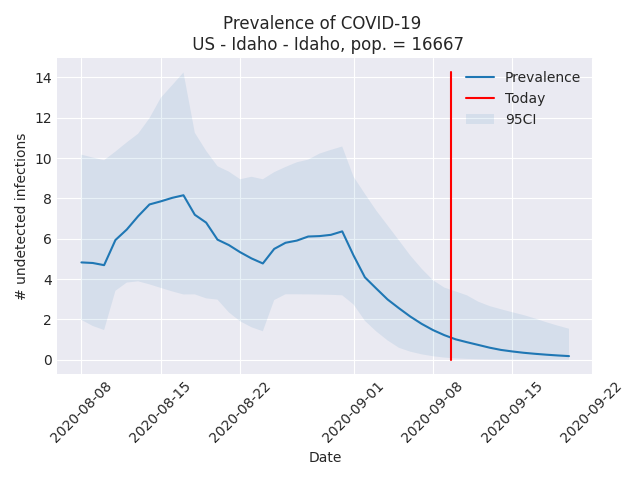 Prevalence of COVID-19
US - Idaho - Idaho, pop. = 16667
# undetected infections
14
12
10
8
6
4
2
0
Prevalence
Today
95CI
2020-08-08
2020-08-15
2020-08-22
2020-09-01
2020-09-08
2020-09-15
2020-09-22
Date